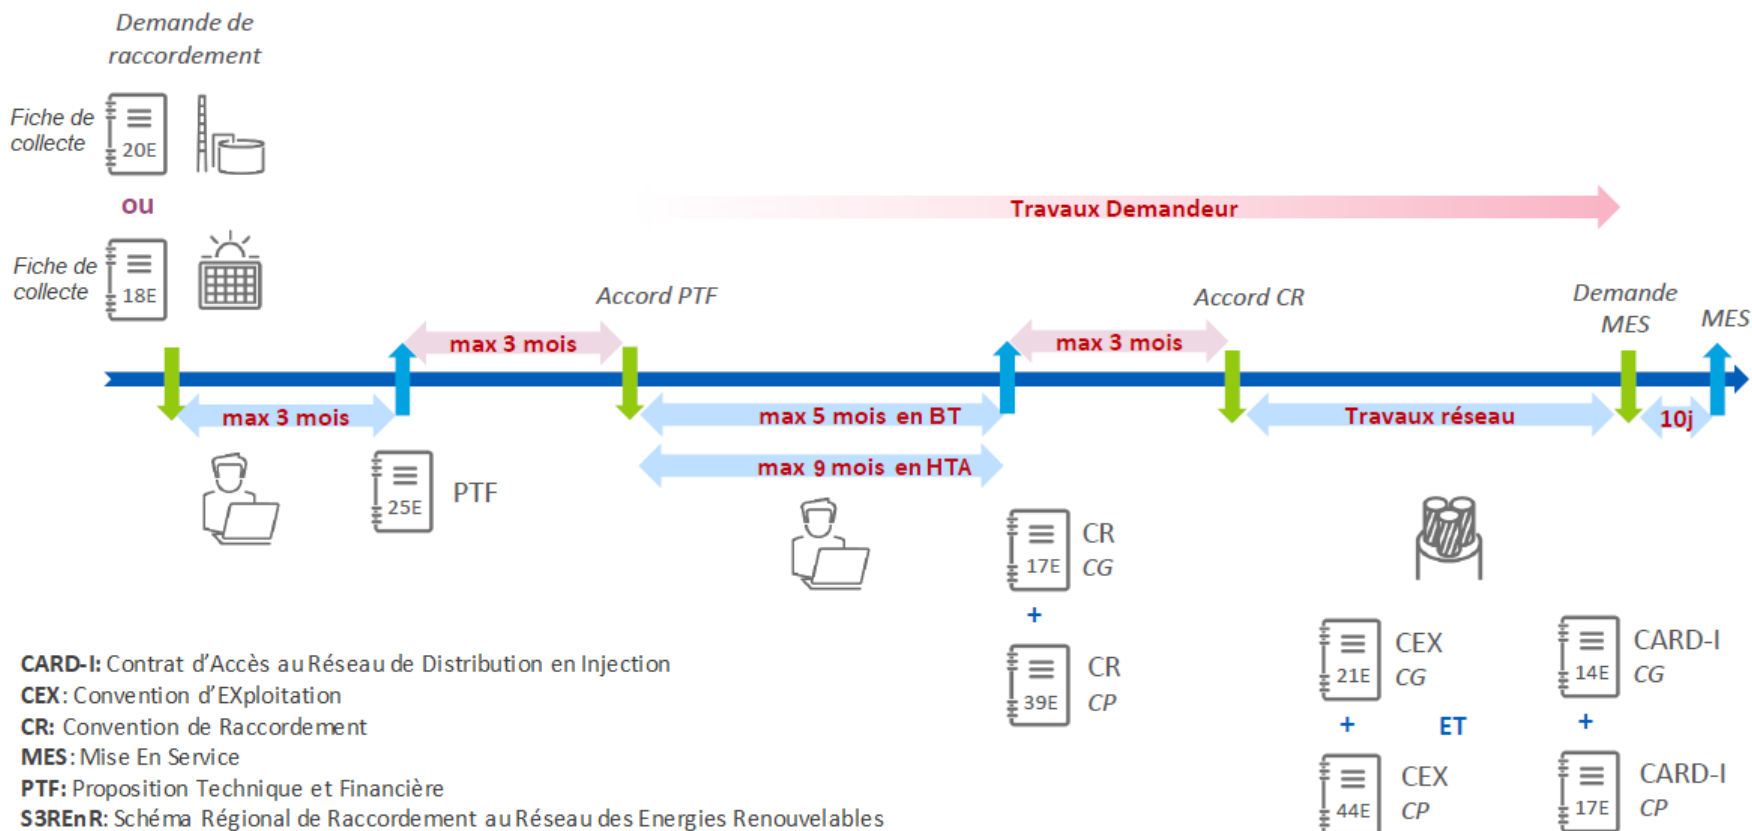 Demande de
raccordement
Fiche de
collecte
20E
ou
Fiche de
collecte
18E
Travaux Demandeur
Accord PTF
Accord CR
Demande
MES
MES
max 3 mois
max 3 mois
max 3 mois
max 5 mois en BT
Travaux réseau
10j
max 9 mois en HTA
25E
PTF
17E
CR
CG
+
39E
CR
CP
21E
CEX
CG
+
ET
44E
CEX
CP
14E
CARD-I
CG
+
17E
CARD-I
CP
CARD-I: Contrat d'Accès au Réseau de Distribution en Injection
CEX: Convention d'EXploitation
CR: Convention de Raccordement
MES: Mise En Service
PTF: Proposition Technique et Financière
S3REnR: Schéma Régional de Raccordement au Réseau des Energies Renouvelables